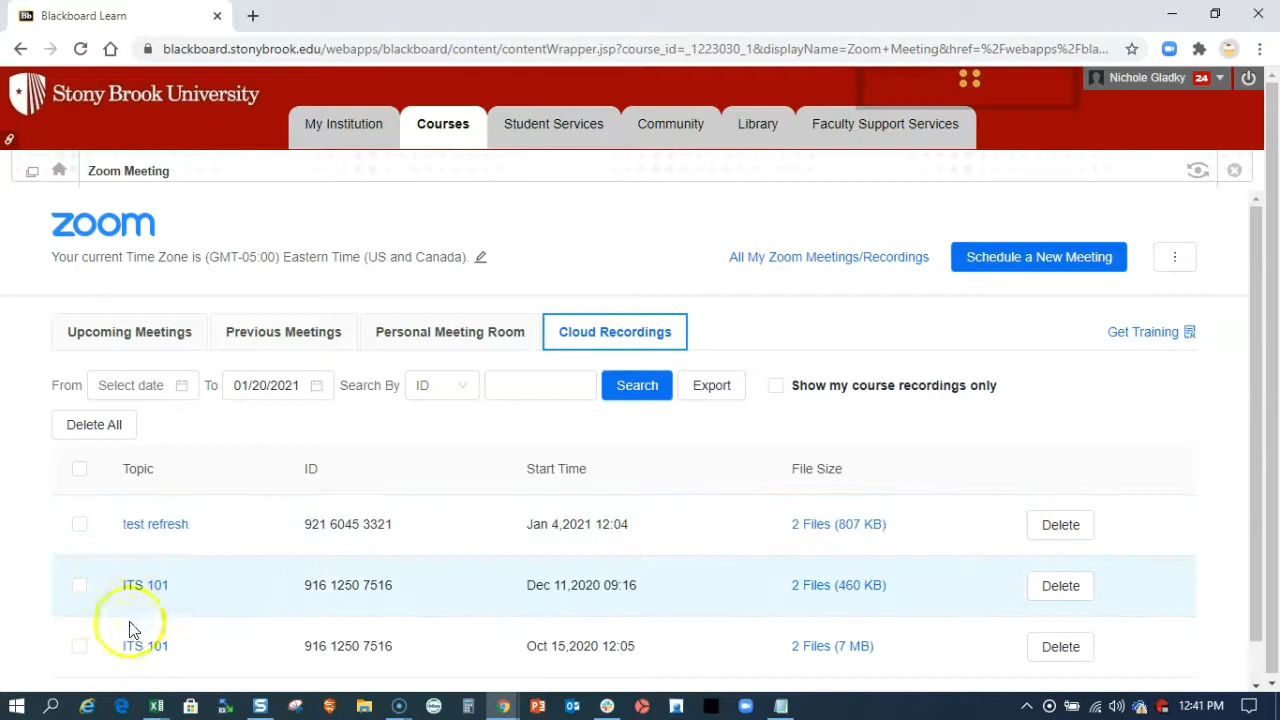 Bb Blackboard Learn
blackboard.stonybrook.edu/webapps/blackboard/content/contentWrapper.jsp?course_id=_1223030_1&displayName=Zoom+Meeting&href=%2Fwebapps%2Fbla...
Stony Brook University
Nichole Gladky 24
My Institution Courses Student Services Community Library Faculty Support Services
Zoom Meeting
zoom
Your current Time Zone is (GMT-05:00) Eastern Time (US and Canada).
All My Zoom Meetings/Recordings Schedule a New Meeting
Upcoming Meetings Previous Meetings Personal Meeting Room Cloud Recordings Get Training
From Select date To 01/20/2021 Search By ID Search Export Show my course recordings only
Delete All
Topic ID Start Time File Size
test refresh 921 6045 3321 Jan 4,2021 12:04 2 Files (807 KB) Delete
ITS 101 916 1250 7516 Dec 11,2020 09:16 2 Files (460 KB) Delete
ITS 101 916 1250 7516 Oct 15,2020 12:05 2 Files (7 MB) Delete
12:41 PM